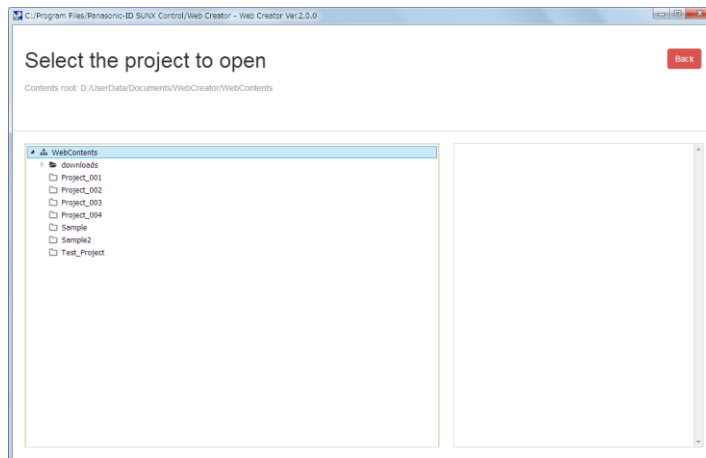 C:/Program Files/Panasonic-ID SUNX Control/Web Creator - Web Creator Ver.2.0.0
Select the project to open
Back
Contents root: D:/UserData/Documents/WebCreator/WebContents
WebContents
downloads
Project_001
Project_002
Project_003
Project_004
Sample
Sample2
Test_Project